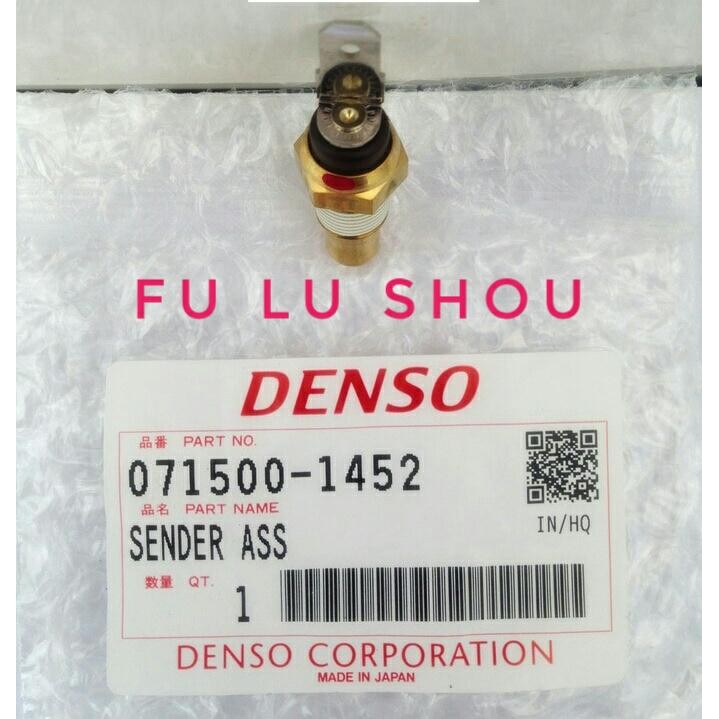 FU LU SHOU
DENSO
品番 PART NO.
071500-1452
品名 PART NAME
SENDER ASS
IN/HQ
数量 QT.
1
DENSO CORPORATION
MADE IN JAPAN